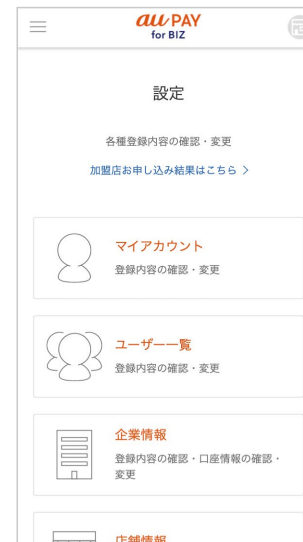 au PAY
for BIZ
設定
各種登録内容の確認・変更
加盟店お申し込み結果はこちら 〉
マイアカウント
登録内容の確認・変更
ユーザー一覧
登録内容の確認・変更
企業情報
登録内容の確認・口座情報の確認・
変更
店舗情報